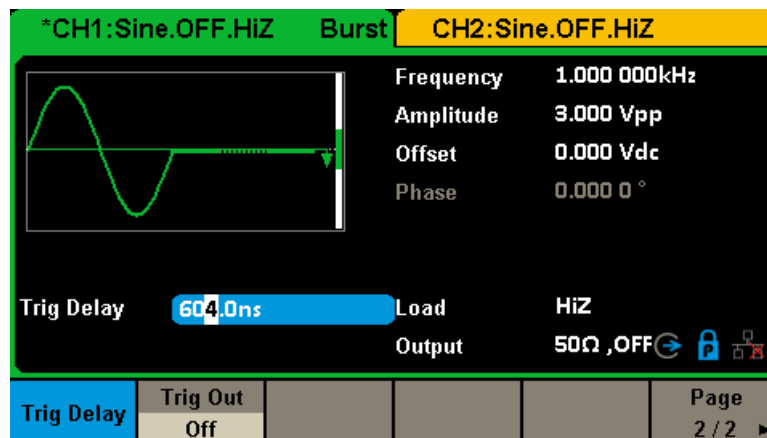 *CH1:Sine.OFF.HiZ Burst CH2:Sine.OFF.HiZ
Frequency 1.000 000kHz
Amplitude 3.000 Vpp
Offset 0.000 Vdc
Phase 0.000 0 °
Trig Delay 604.0ns Load HiZ
Output 50Ω ,OFF P
Trig Delay Trig Out Off Page 2 / 2